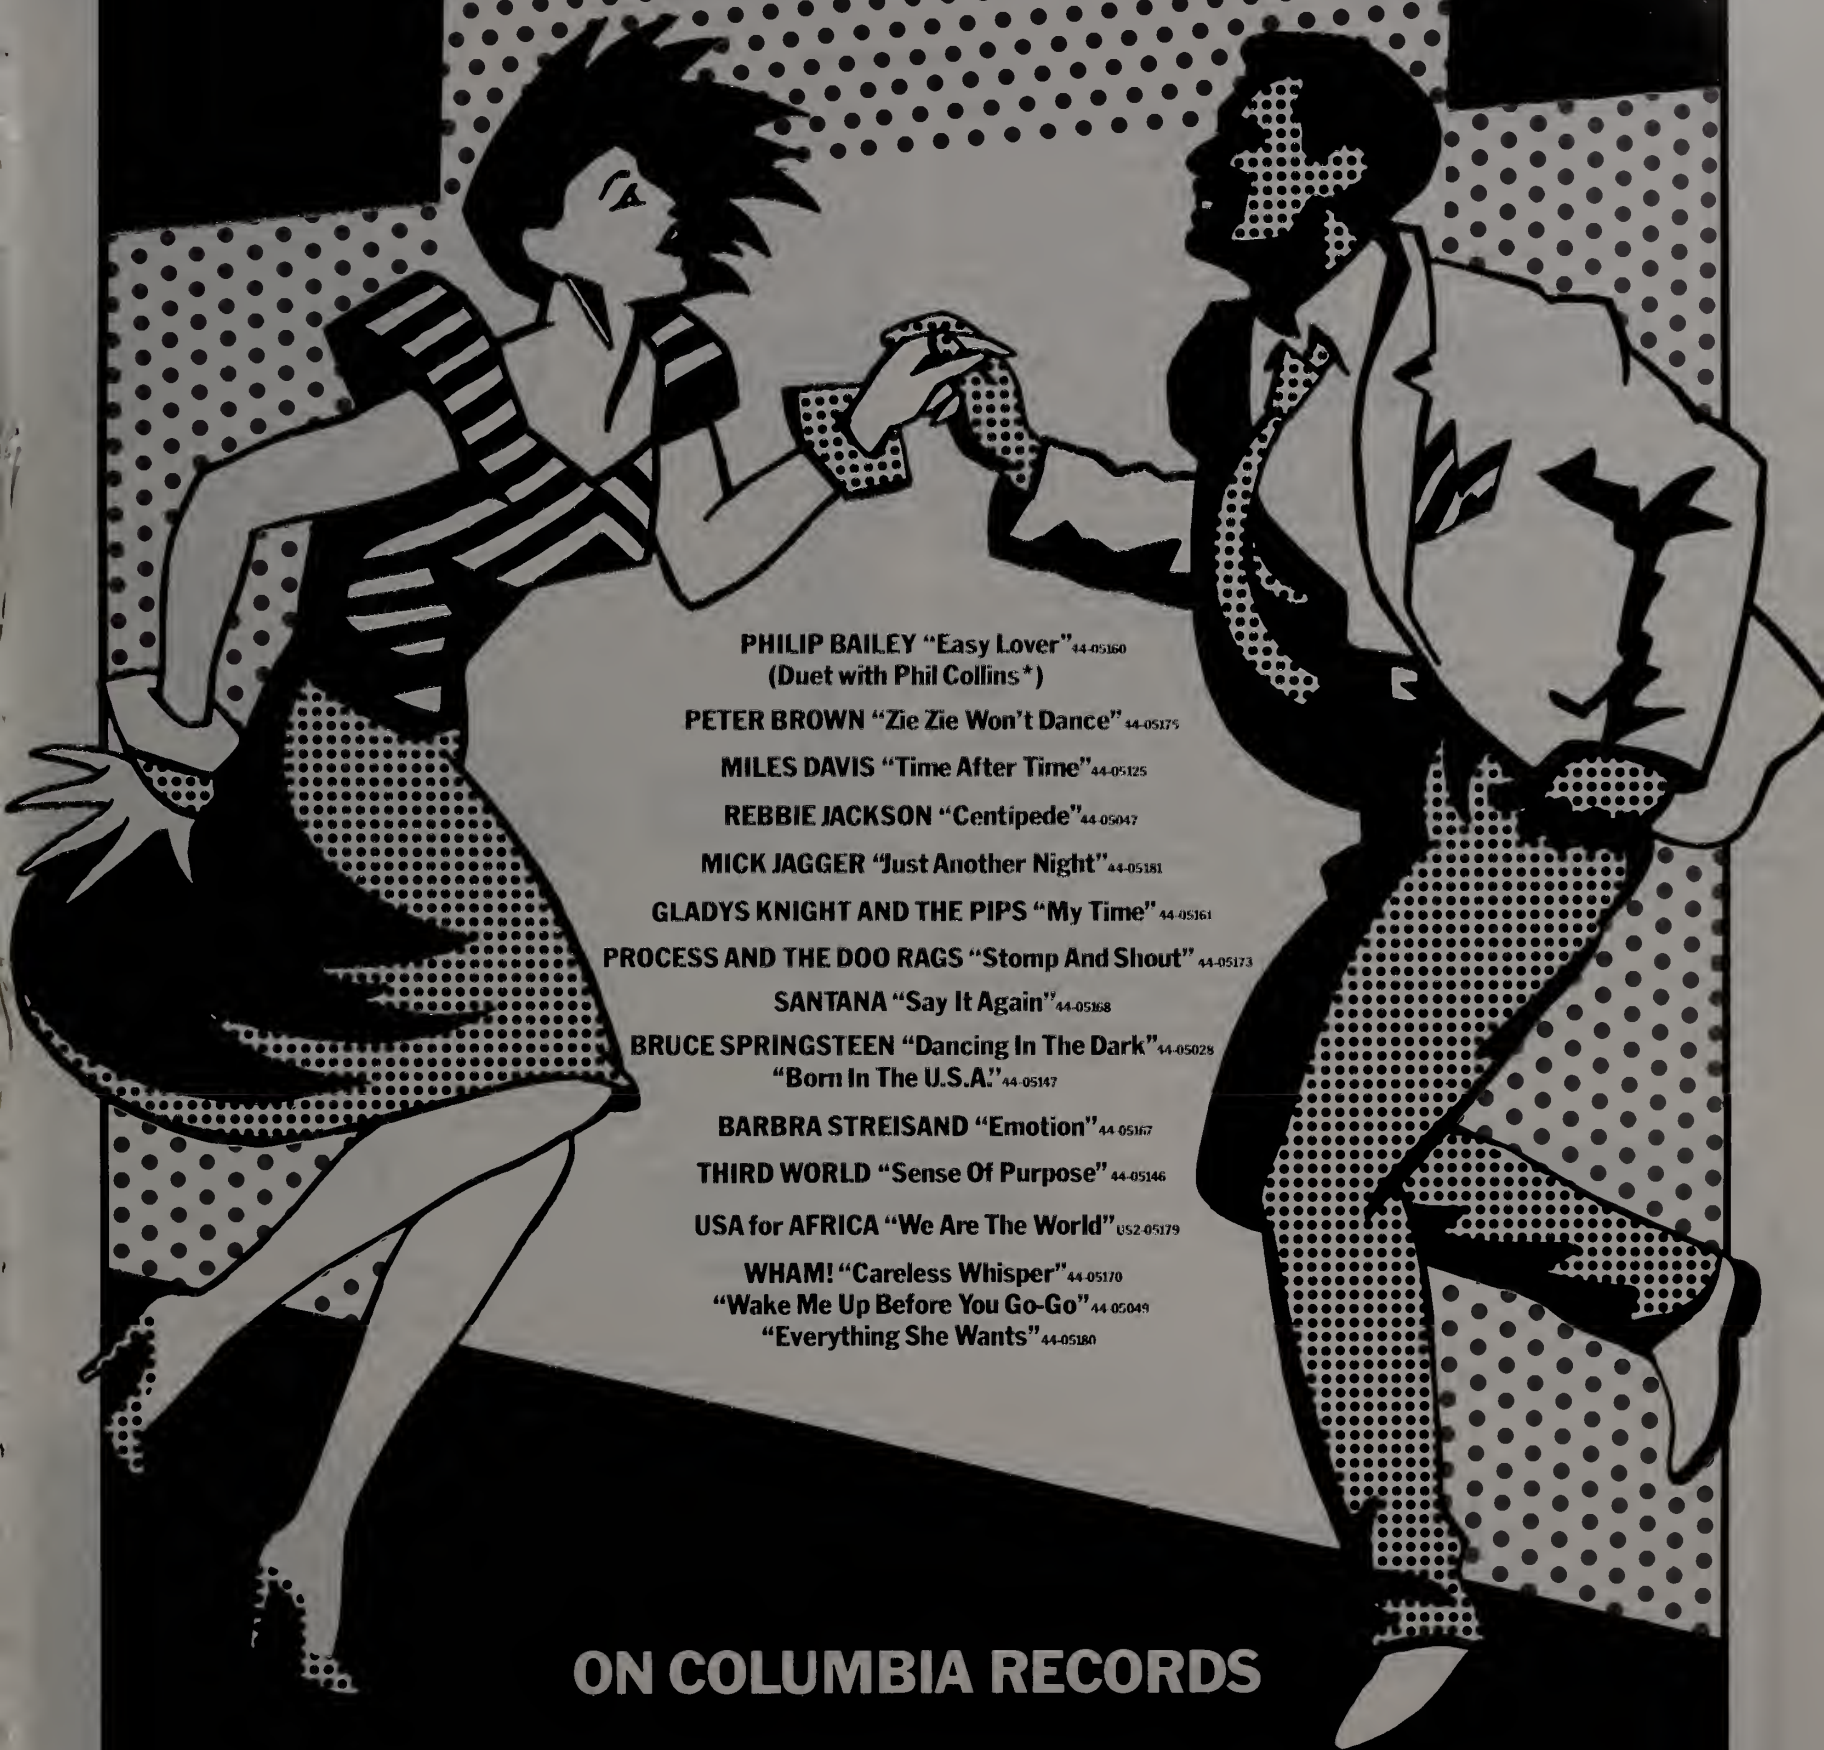 PHILIP BAILEY “Easy Lover” 44-05160
(Duet with Phil Collins*)
PETER BROWN “Zie Zie Won’t Dance” 44-05175
MILES DAVIS “Time After Time” 44-05125
REBBIE JACKSON “Centipede” 44-05047
MICK JAGGER “Just Another Night” 44-05181
GLADYS KNIGHT AND THE PIPS “My Time” 44-05161
PROCESS AND THE DOO RAGS “Stomp And Shout” 44-05173
SANTANA “Say It Again” 44-05168
BRUCE SPRINGSTEEN “Dancing In The Dark” 44-05028
“Born In The U.S.A.” 44-05147
BARBRA STREISAND “Emotion” 44-05167
THIRD WORLD “Sense Of Purpose” 44-05146
USA for AFRICA “We Are The World” US2-05179
WHAM! “Careless Whisper” 44-05170
“Wake Me Up Before You Go-Go” 44-05049
“Everything She Wants” 44-05180
ON COLUMBIA RECORDS